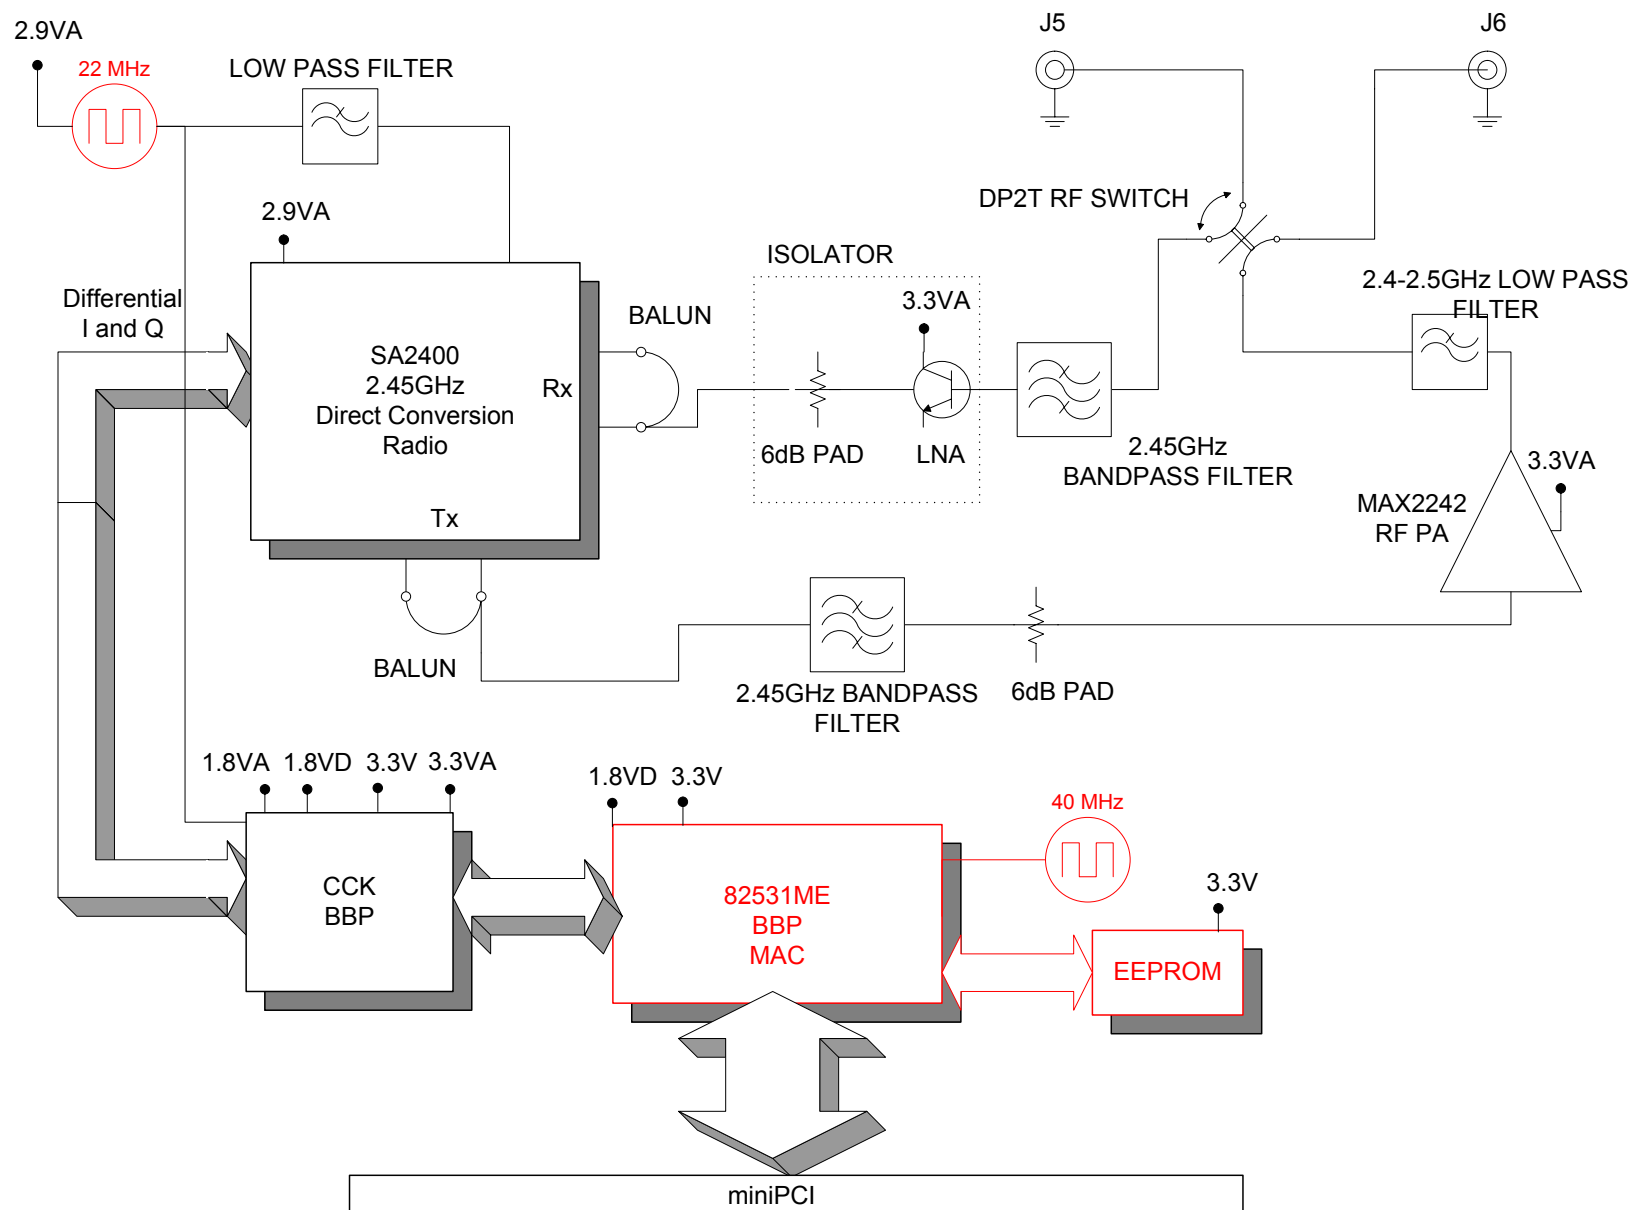 J5
J6
2.9VA
22 MHz
LOW PASS FILTER
DP2T RF SWITCH
2.9VA
ISOLATOR
2.4-2.5GHz LOW PASS
FILTER
Differential
I and Q
3.3VA
BALUN
SA2400
2.45GHz
Direct Conversion
Radio
Rx
6dB PAD
LNA
2.45GHz
BANDPASS FILTER
3.3VA
MAX2242
RF PA
Tx
BALUN
2.45GHz BANDPASS
FILTER
6dB PAD
1.8VA
1.8VD
3.3V
3.3VA
1.8VD
3.3V
40 MHz
CCK
BBP
82531ME
BBP
MAC
3.3V
EEPROM
miniPCI